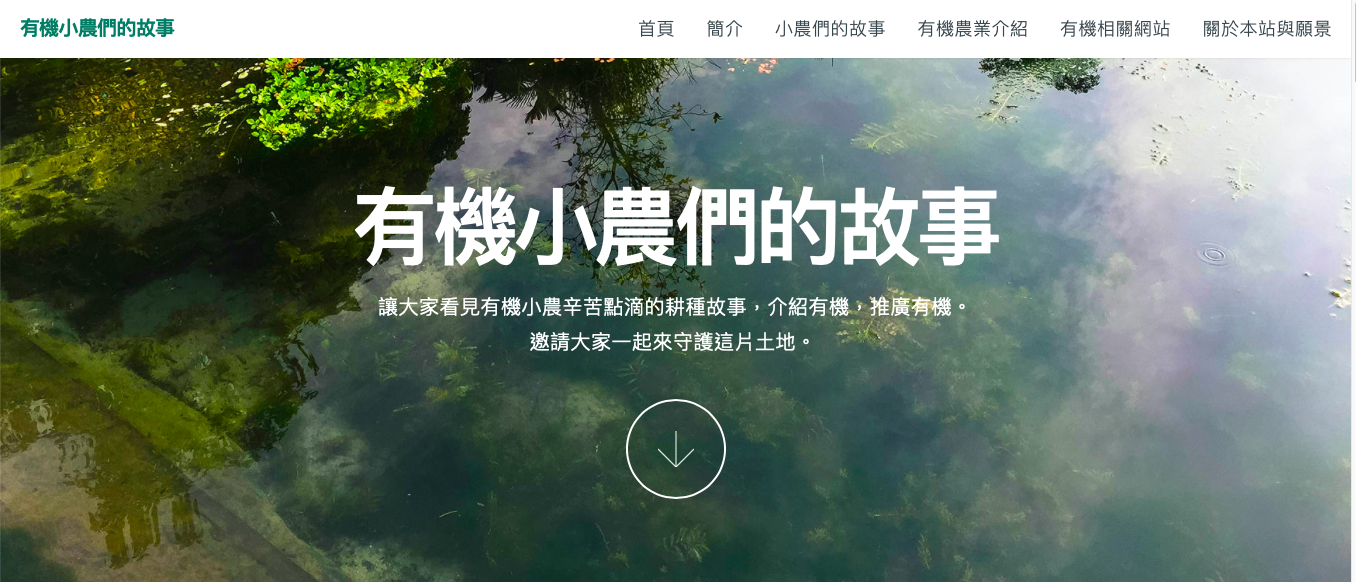 有機小農們的故事
首頁 簡介 小農們的故事 有機農業介紹 有機相關網站 關於本站與願景
有機小農們的故事
讓大家看見有機小農辛苦點滴的耕種故事，介紹有機，推廣有機。
邀請大家一起來守護這片土地。